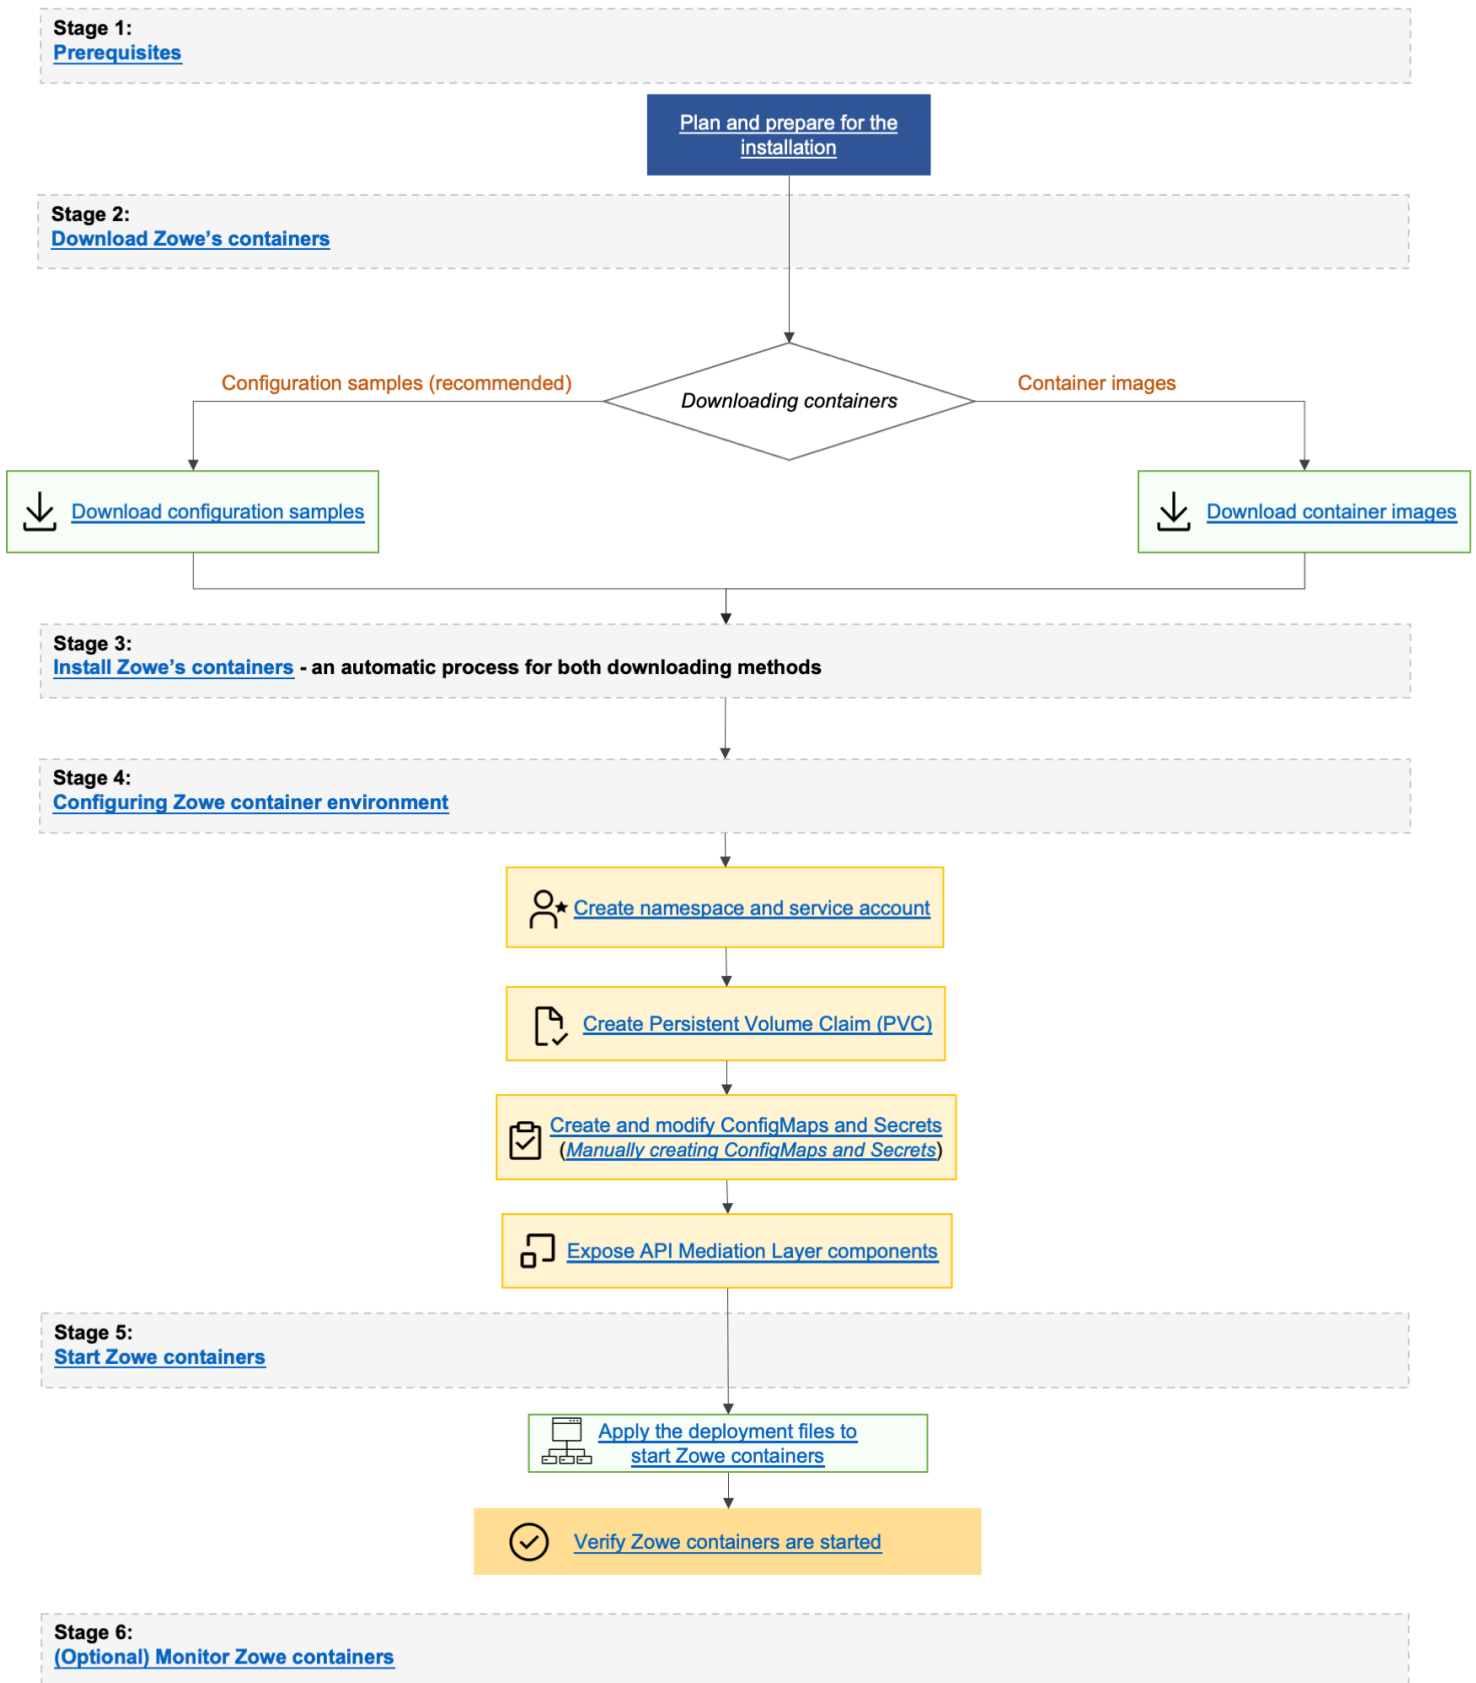 Stage 1:
Prerequisites
Plan and prepare for the
installation
Stage 2:
Download Zowe’s containers
Configuration samples (recommended)
Downloading containers
Container images
Download configuration samples
Download container images
Stage 3:
Install Zowe’s containers - an automatic process for both downloading methods
Stage 4:
Configuring Zowe container environment
Create namespace and service account
Create Persistent Volume Claim (PVC)
Create and modify ConfigMaps and Secrets
(Manually creating ConfigMaps and Secrets)
Expose API Mediation Layer components
Stage 5:
Start Zowe containers
Apply the deployment files to
start Zowe containers
Verify Zowe containers are started
Stage 6:
(Optional) Monitor Zowe containers